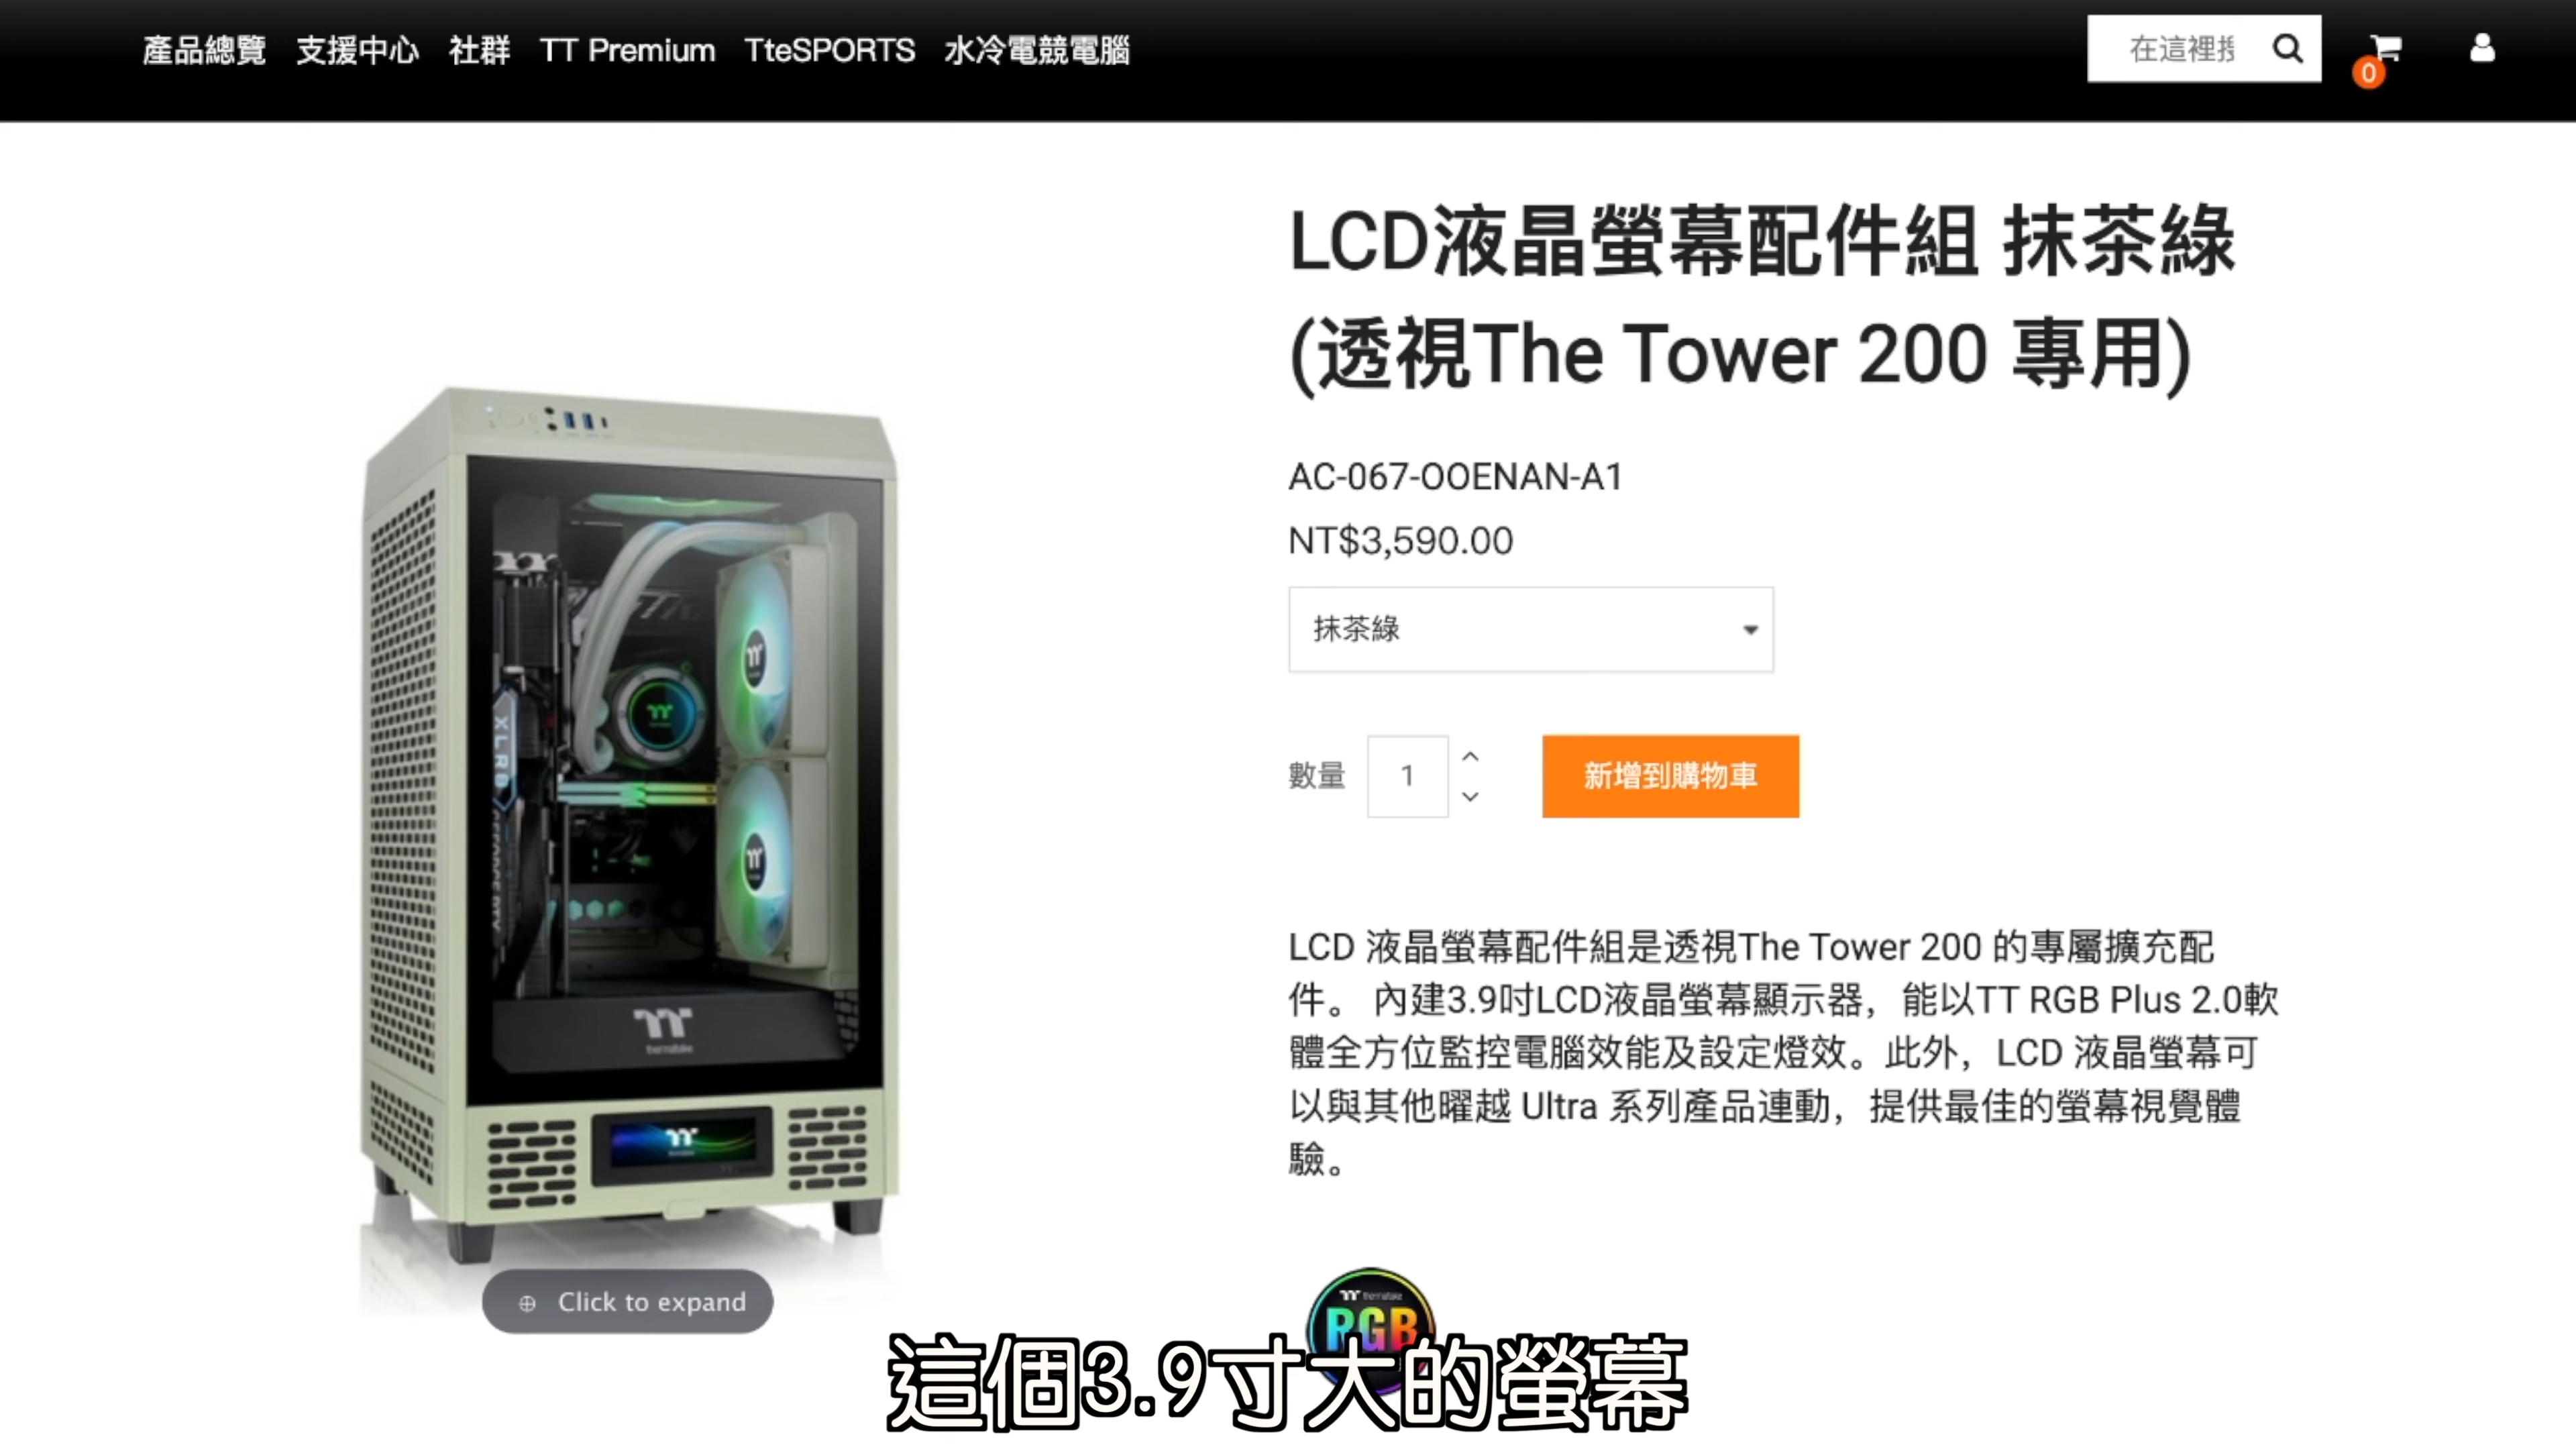 產品總覽 支援中心 社群 TT Premium TteSPORTS 水冷電競電腦
0
LCD液晶螢幕配件組 抹茶綠
(透視The Tower 200 專用)
AC-067-OOENAN-A1
NT$3,590.00
抹茶綠
數量 1 新增到購物車
LCD 液晶螢幕配件組是透視The Tower 200 的專屬擴充配
件。 內建3.9吋LCD液晶螢幕顯示器，能以TT RGB Plus 2.0軟
體全方位監控電腦效能及設定燈效。此外，LCD 液晶螢幕可
以與其他曜越 Ultra 系列產品連動，提供最佳的螢幕視覺體
驗。
XLR8
thermaltake
Click to expand
thermaltake
RGB
這個3.9寸大的螢幕